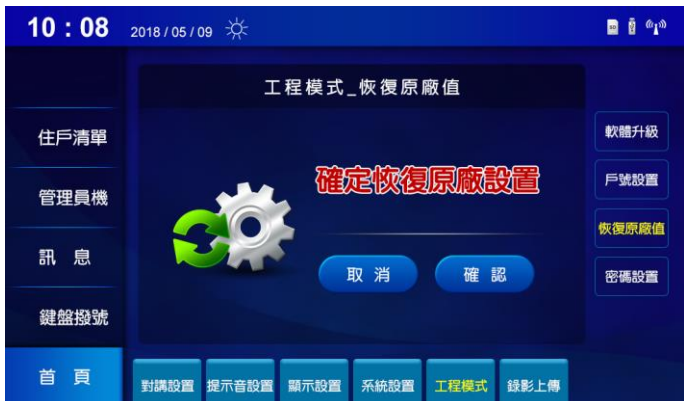 10 : 08 2018 / 05 / 09
工程模式_恢復原廠值
住戶清單
管理員機
訊 息
鍵盤撥號
首 頁
確定恢復原廠設置
取 消
確 認
軟體升級
戶號設置
恢復原廠值
密碼設置
對講設置
提示音設置
顯示設置
系統設置
工程模式
錄影上傳